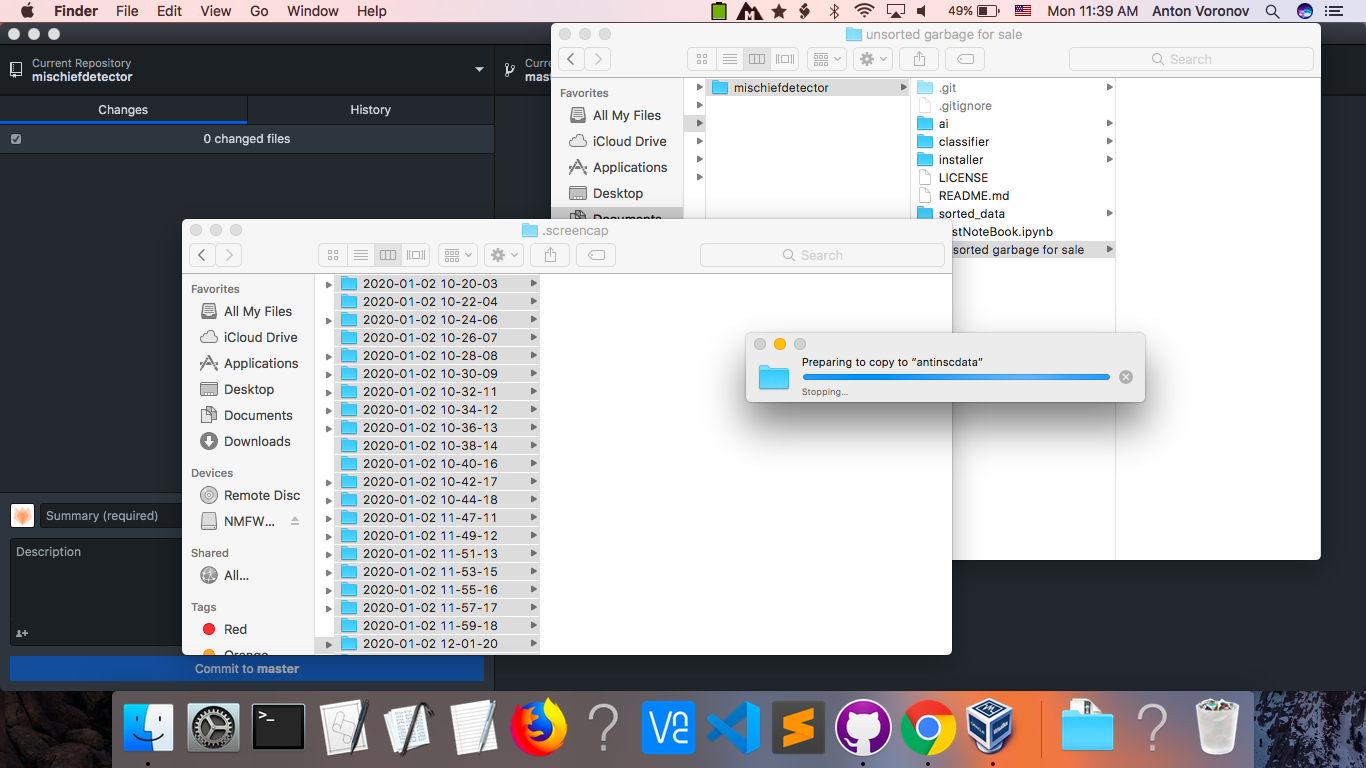 Finder File Edit View Go Window Help 49% Mon 11:39 AM Anton Voronov
Current Repository
mischiefdetector
Changes
History
0 changed files
Summary (required)
Description
Commit to master
unsorted garbage for sale
Search
Favorites
All My Files
iCloud Drive
Applications
Desktop
mischiefdetector
.git
.gitignore
ai
classifier
installer
LICENSE
README.md
sorted_data
stNoteBook.ipynb
sorted garbage for sale
.screencap
Search
Favorites
All My Files
iCloud Drive
Applications
Desktop
Documents
Downloads
Devices
Remote Disc
NMFW...
Shared
All...
Tags
Red
Orange
2020-01-02 10-20-03
2020-01-02 10-22-04
2020-01-02 10-24-06
2020-01-02 10-26-07
2020-01-02 10-28-08
2020-01-02 10-30-09
2020-01-02 10-32-11
2020-01-02 10-34-12
2020-01-02 10-36-13
2020-01-02 10-38-14
2020-01-02 10-40-16
2020-01-02 10-42-17
2020-01-02 10-44-18
2020-01-02 11-47-11
2020-01-02 11-49-12
2020-01-02 11-51-13
2020-01-02 11-53-15
2020-01-02 11-55-16
2020-01-02 11-57-17
2020-01-02 11-59-18
2020-01-02 12-01-20
Preparing to copy to “antinscdata”
Stopping...